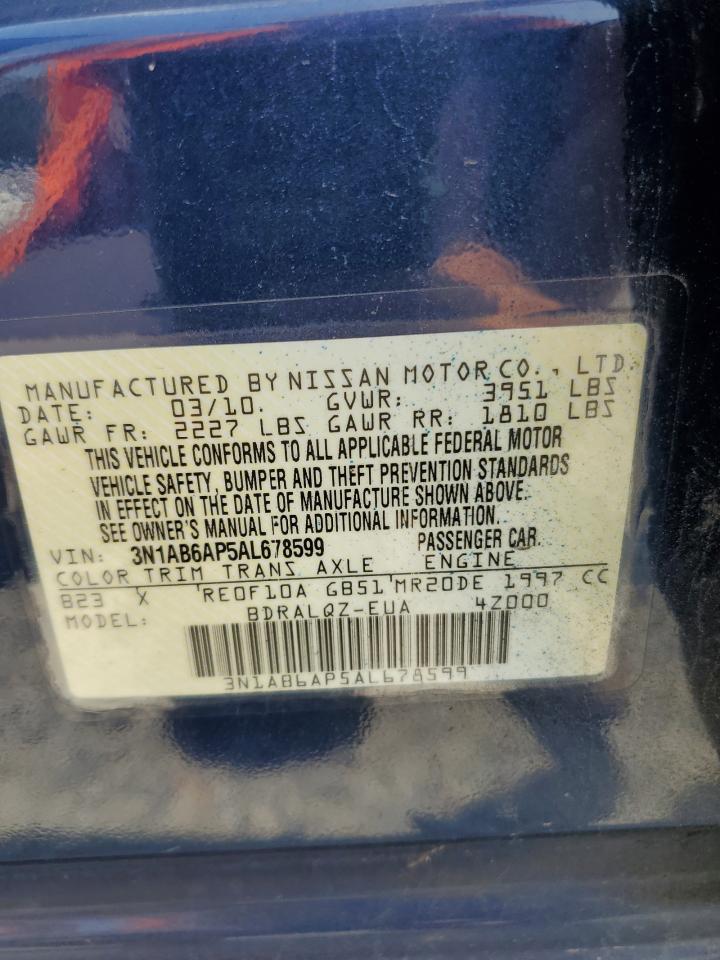 MANUFACTURED BY NISSAN MOTOR CO., LTD.
DATE: 03/10. GVWR: 3951 LBS
GAWR FR: 2227 LBS GAWR RR: 1810 LBS
THIS VEHICLE CONFORMS TO ALL APPLICABLE FEDERAL MOTOR
VEHICLE SAFETY, BUMPER AND THEFT PREVENTION STANDARDS
IN EFFECT ON THE DATE OF MANUFACTURE SHOWN ABOVE.
SEE OWNER'S MANUAL FOR ADDITIONAL INFORMATION.
VIN: 3N1AB6AP5AL678599 PASSENGER CAR.
COLOR TRIM TRANS AXLE ENGINE
B23 X RE0F10A GB51 MR20DE 1997 CC
MODEL: BDRALQZ-EUA 4Z000
3N1AB6AP5AL678599